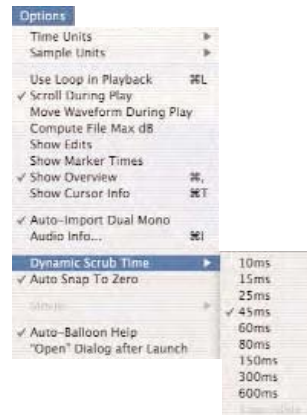 Options
Time Units
Sample Units
Use Loop in Playback ⌘L
✓ Scroll During Play
Move Waveform During Play
Compute File Max dB
Show Edits
Show Marker Times
✓ Show Overview ⌘,
Show Cursor Info ⌘T
✓ Auto-Import Dual Mono
Audio Info... ⌘I
Dynamic Scrub Time
✓ Auto Snap To Zero
✓ Auto-Balloon Help
"Open" Dialog after Launch
10ms
15ms
25ms
✓ 45ms
60ms
80ms
150ms
300ms
600ms